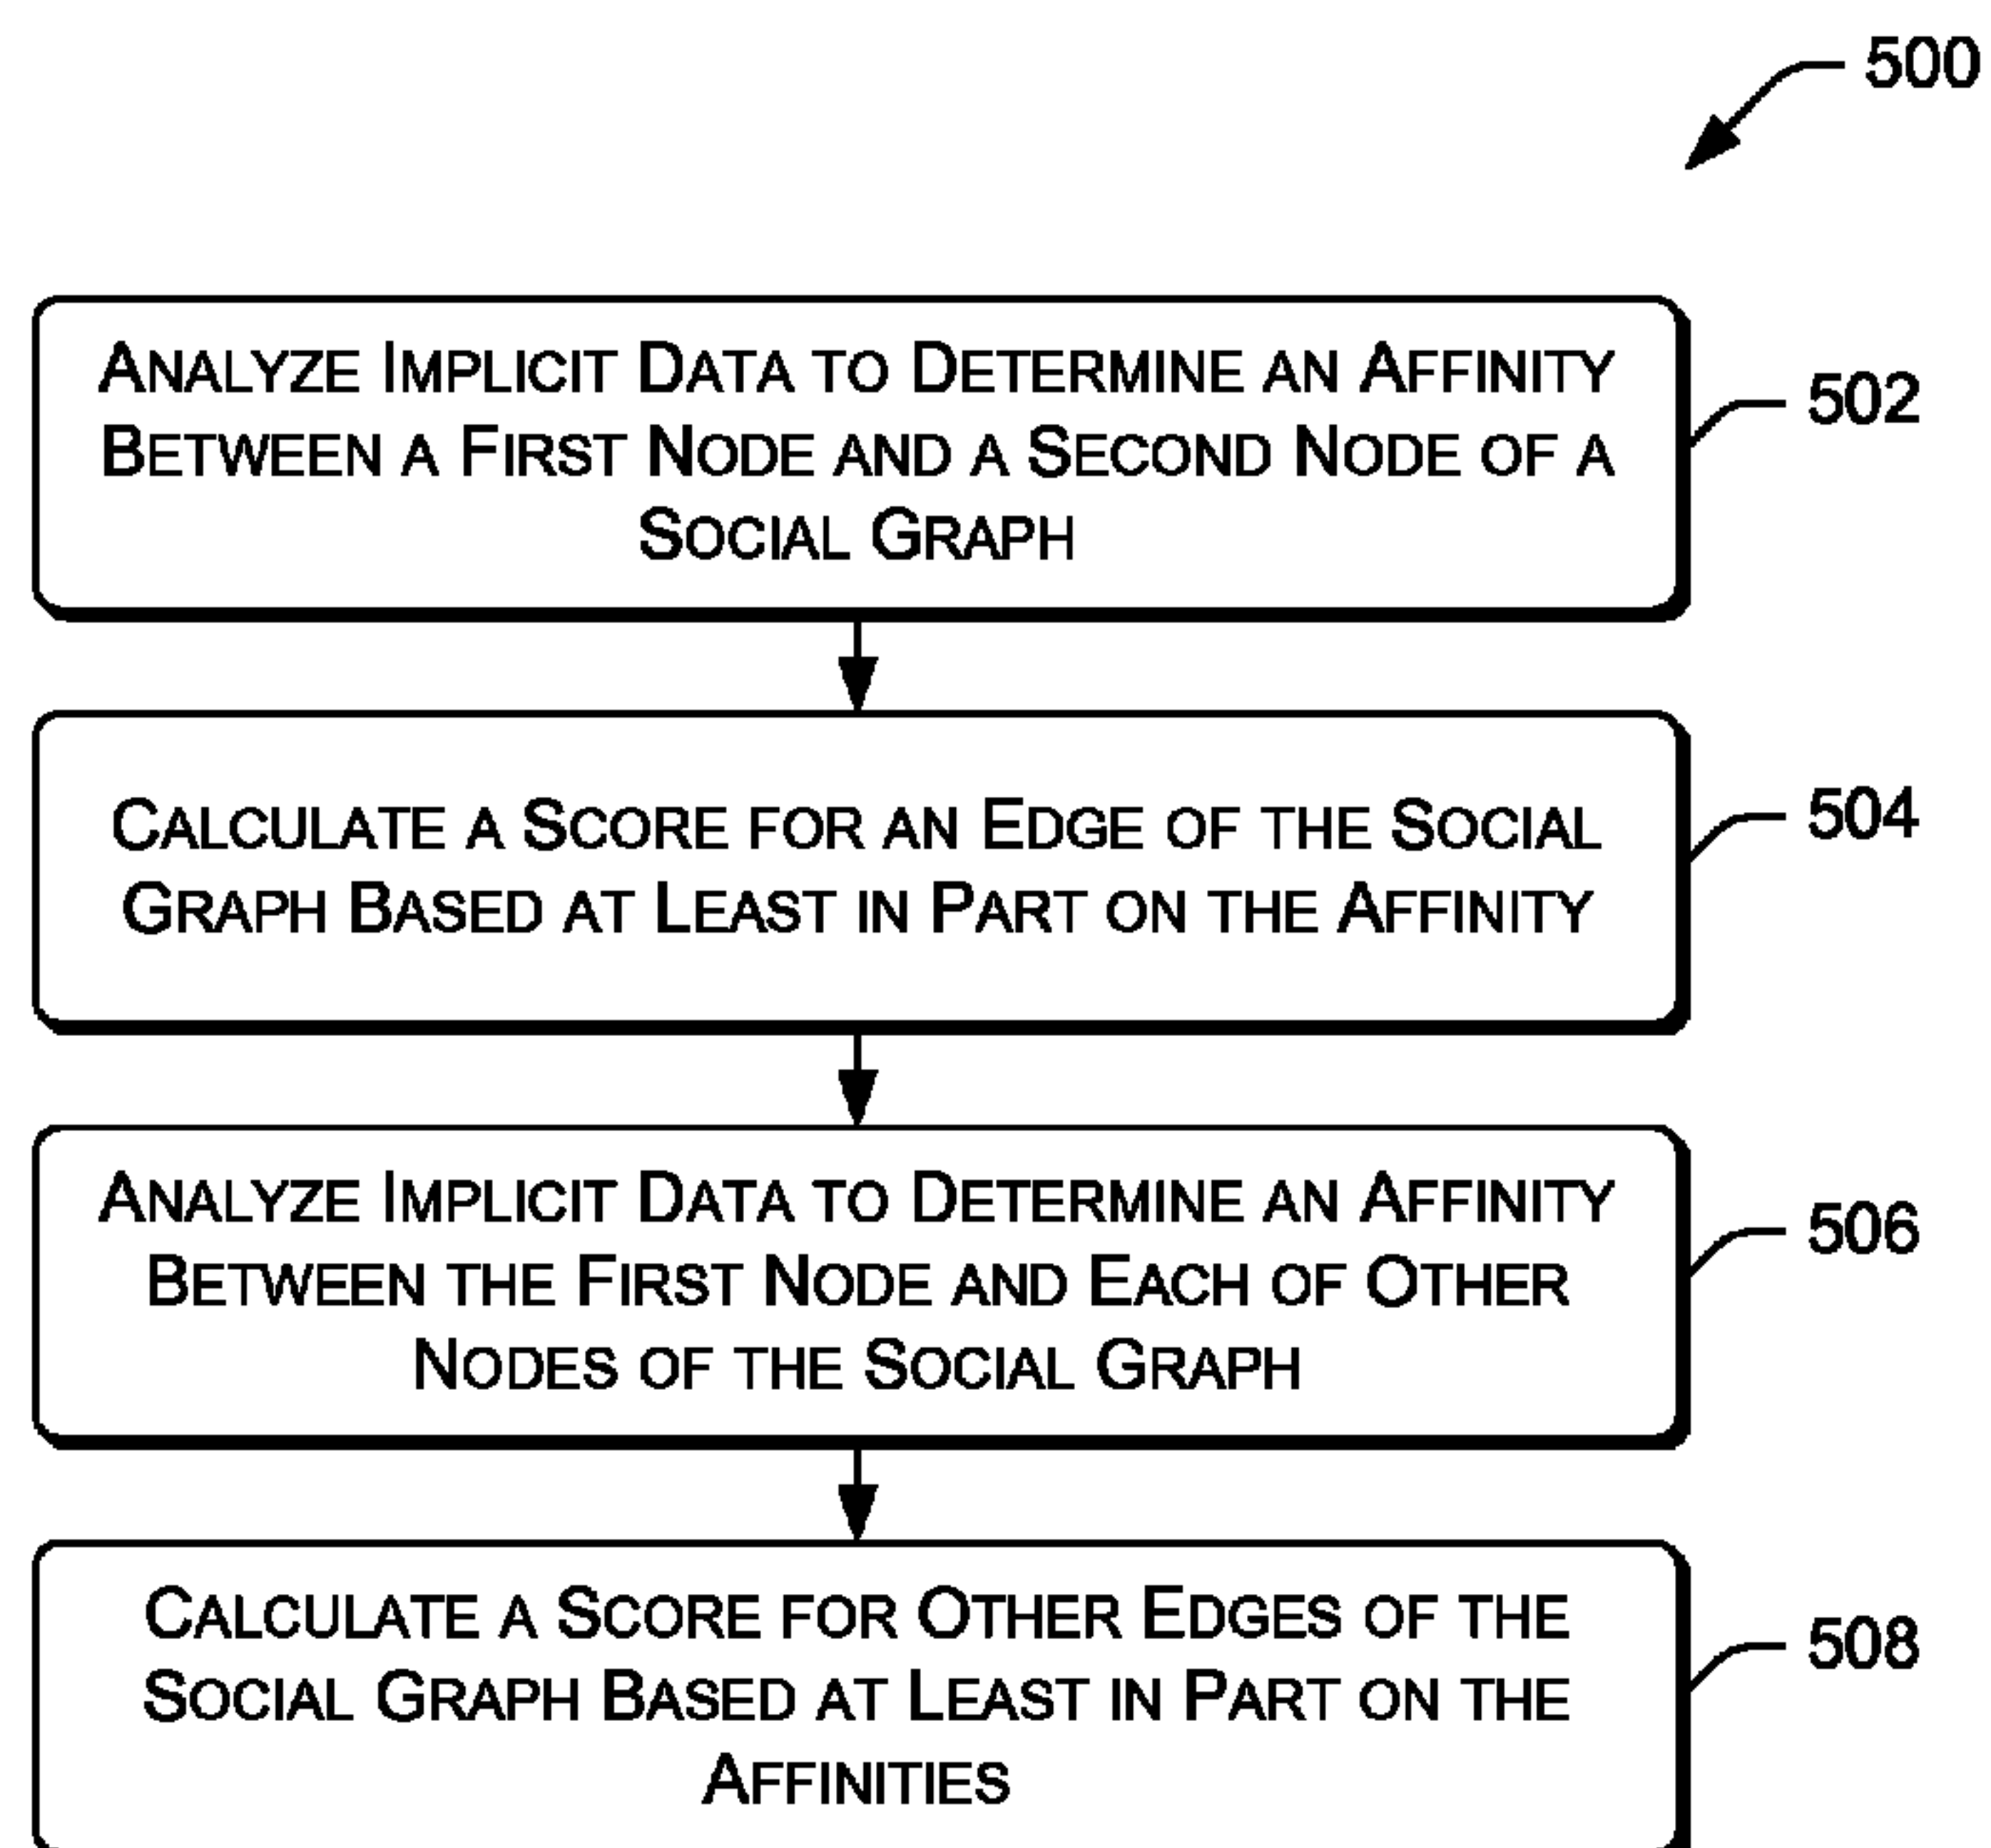 500
Analyze Implicit Data to Determine an Affinity
Between a First Node and a Second Node of a
Social Graph
502
Calculate a Score for an Edge of the Social
Graph Based at Least in Part on the Affinity
504
Analyze Implicit Data to Determine an Affinity
Between the First Node and Each of Other
Nodes of the Social Graph
506
Calculate a Score for Other Edges of the
Social Graph Based at Least in Part on the
Affinities
508